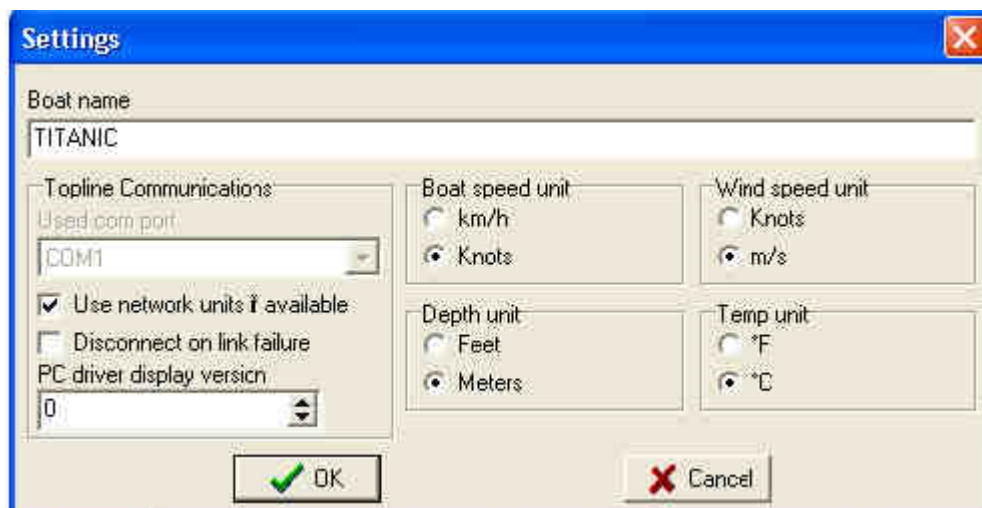 Settings
Boat name
TITANIC
Topline Communications
Used com port
COM1
Use network units if available
Disconnect on link failure
PC driver display version
0
Boat speed unit
km/h
Knots
Wind speed unit
Knots
m/s
Depth unit
Feet
Meters
Temp unit
°F
°C
OK
Cancel